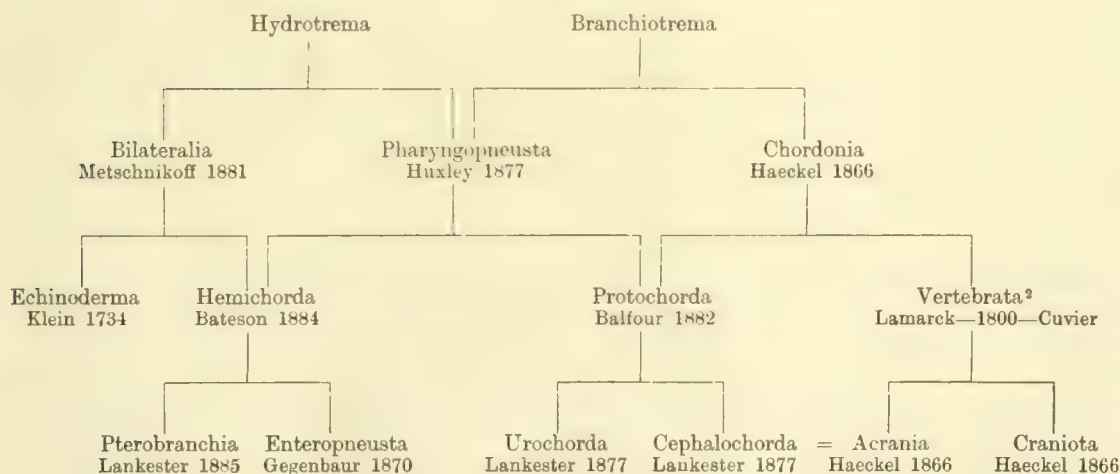 Hydrotrema Branchiotrema
Bilateralia Pharyngopneusta Chordonia
Metschnikoff 1881 Huxley 1877 Haeckel 1866
Echinoderma Hemichorda Protochorda Vertebrata²
Klein 1734 Bateson 1884 Balfour 1882 Lamarck—1800—Cuvier
Pterobranchia Enteropneusta Urochorda Cephalochorda = Acrania Craniota
Lankester 1885 Gegenbaur 1870 Lankester 1877 Lankester 1877 Haeckel 1866 Haeckel 1866